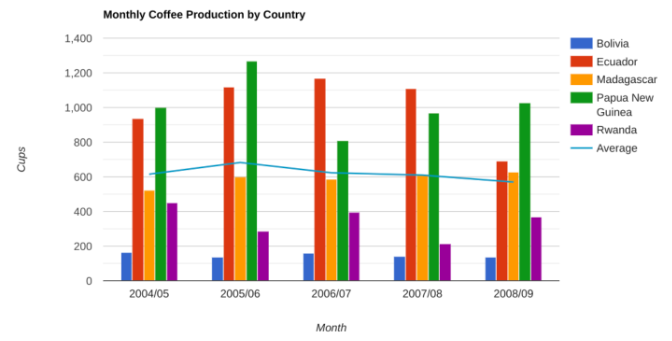 Monthly Coffee Production by Country
1,400
1,200
1,000
800
600
400
200
0
Cups
2004/05 2005/06 2006/07 2007/08 2008/09
Month
Bolivia
Ecuador
Madagascar
Papua New
Guinea
Rwanda
Average